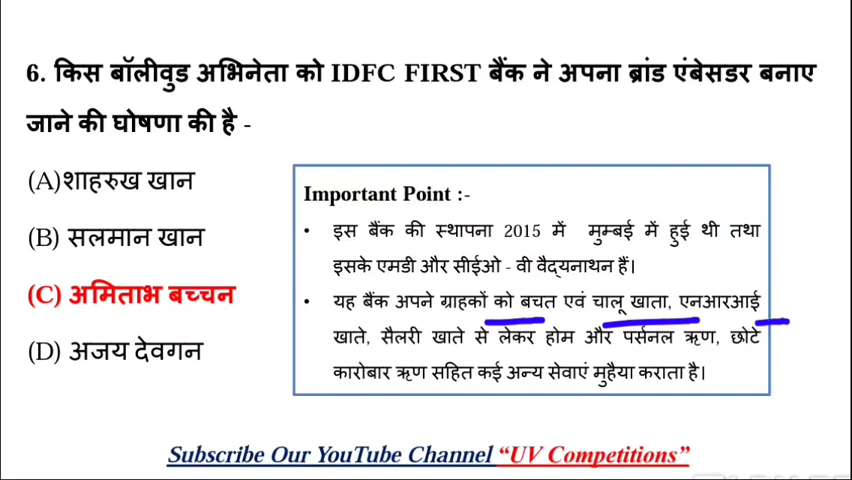 6. किस बॉलीवुड अभिनेता को IDFC FIRST बैंक ने अपना ब्रांड एंबेसडर बनाए
जाने की घोषणा की है -
(A)शाहरुख खान
(B) सलमान खान
(C) अमिताभ बच्चन
(D) अजय देवगन
Important Point :-
• इस बैंक की स्थापना 2015 में मुम्बई में हुई थी तथा
इसके एमडी और सीईओ - वी वैद्यनाथन हैं।
• यह बैंक अपने ग्राहकों को बचत एवं चालू खाता, एनआरआई
खाते, सैलरी खाते से लेकर होम और पर्सनल ऋण, छोटे
कारोबार ऋण सहित कई अन्य सेवाएं मुहैया कराता है।
Subscribe Our YouTube Channel “UV Competitions”